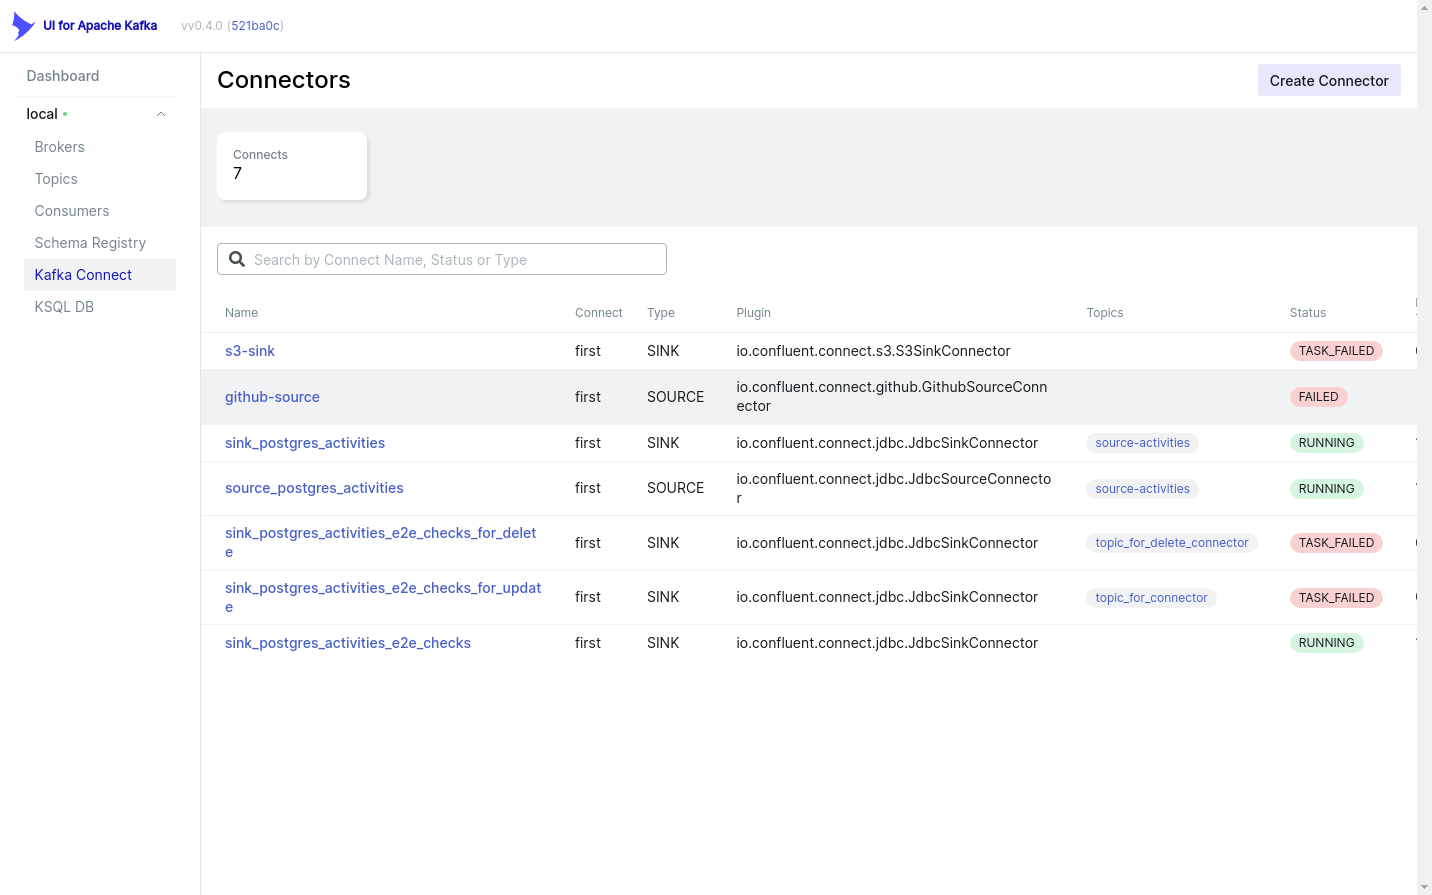 UI for Apache Kafka vv0.4.0 (521ba0c)
Dashboard
local
Brokers
Topics
Consumers
Schema Registry
Kafka Connect
KSQL DB
Connectors
Create Connector
Connects
7
Search by Connect Name, Status or Type
Name Connect Type Plugin Topics Status
s3-sink first SINK io.confluent.connect.s3.S3SinkConnector TASK_FAILED
github-source first SOURCE io.confluent.connect.github.GithubSourceConn
ector FAILED
sink_postgres_activities first SINK io.confluent.connect.jdbc.JdbcSinkConnector source-activities RUNNING
source_postgres_activities first SOURCE io.confluent.connect.jdbc.JdbcSourceConnecto
r source-activities RUNNING
sink_postgres_activities_e2e_checks_for_delet
e first SINK io.confluent.connect.jdbc.JdbcSinkConnector topic_for_delete_connector TASK_FAILED
sink_postgres_activities_e2e_checks_for_updat
e first SINK io.confluent.connect.jdbc.JdbcSinkConnector topic_for_connector TASK_FAILED
sink_postgres_activities_e2e_checks first SINK io.confluent.connect.jdbc.JdbcSinkConnector RUNNING